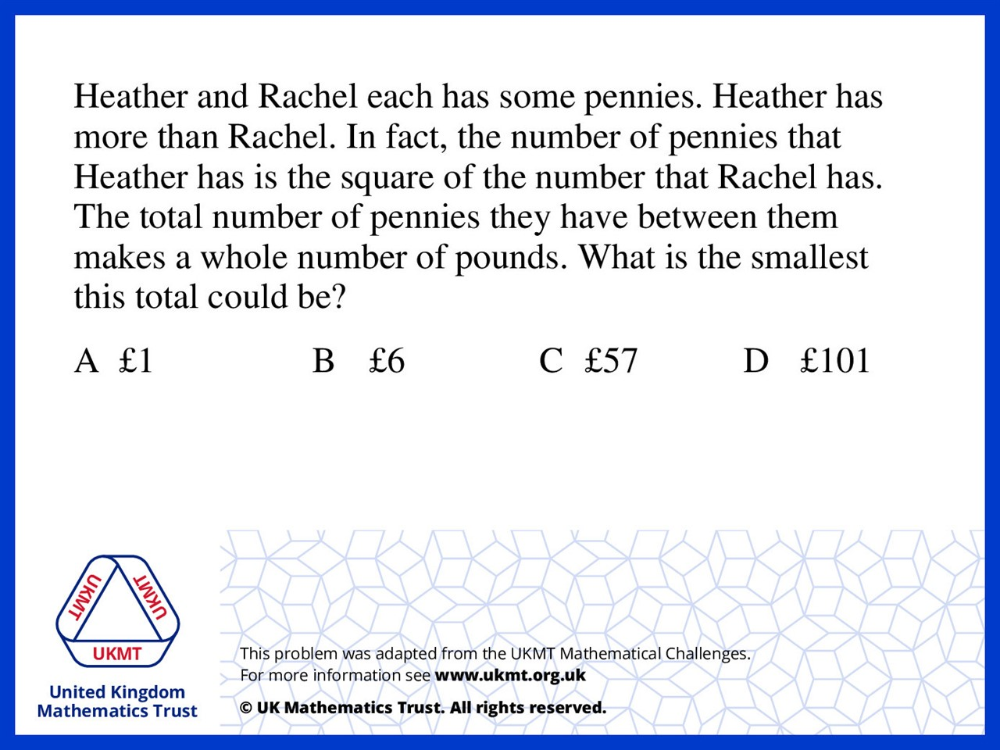 Heather and Rachel each has some pennies. Heather has
more than Rachel. In fact, the number of pennies that
Heather has is the square of the number that Rachel has.
The total number of pennies they have between them
makes a whole number of pounds. What is the smallest
this total could be?
A £1 B £6 C £57 D £101
UKMT UKMT
UKMT
United Kingdom
Mathematics Trust
This problem was adapted from the UKMT Mathematical Challenges.
For more information see www.ukmt.org.uk
© UK Mathematics Trust. All rights reserved.